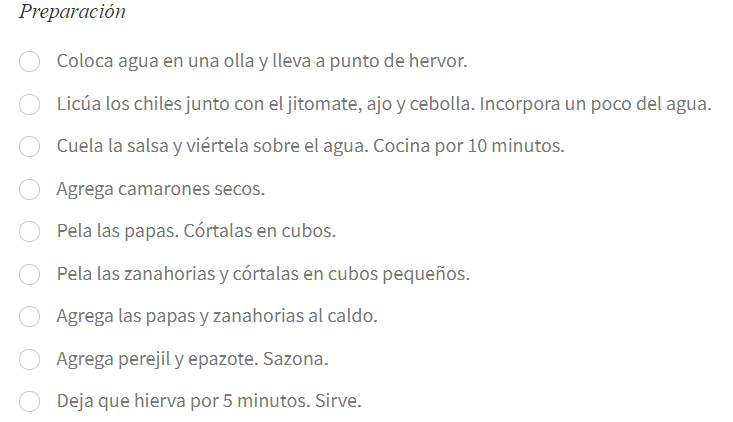 Preparación
Coloca agua en una olla y lleva a punto de hervor.
Licúa los chiles junto con el jitomate, ajo y cebolla. Incorpora un poco del agua.
Cuela la salsa y viértela sobre el agua. Cocina por 10 minutos.
Agrega camarones secos.
Pela las papas. Córtalas en cubos.
Pela las zanahorias y córtalas en cubos pequeños.
Agrega las papas y zanahorias al caldo.
Agrega perejil y epazote. Sazona.
Deja que hierva por 5 minutos. Sirve.